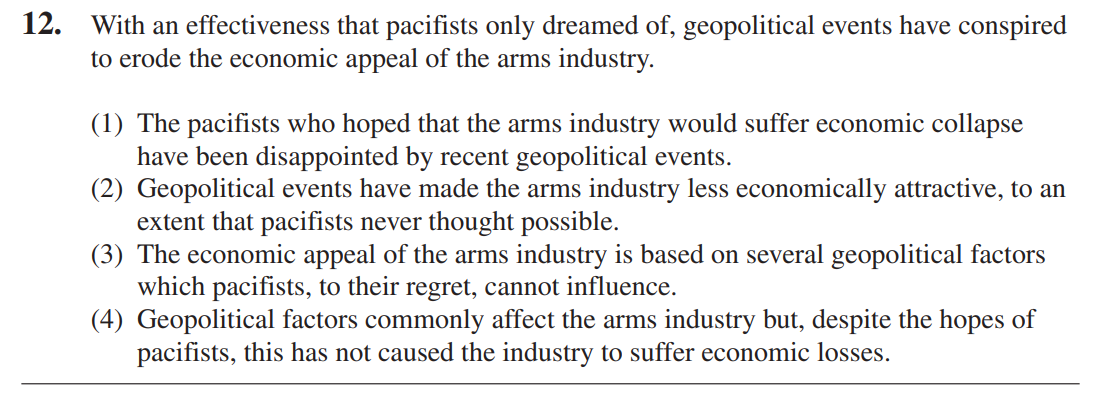 12. With an effectiveness that pacifists only dreamed of, geopolitical events have conspired
to erode the economic appeal of the arms industry.
(1) The pacifists who hoped that the arms industry would suffer economic collapse
have been disappointed by recent geopolitical events.
(2) Geopolitical events have made the arms industry less economically attractive, to an
extent that pacifists never thought possible.
(3) The economic appeal of the arms industry is based on several geopolitical factors
which pacifists, to their regret, cannot influence.
(4) Geopolitical factors commonly affect the arms industry but, despite the hopes of
pacifists, this has not caused the industry to suffer economic losses.